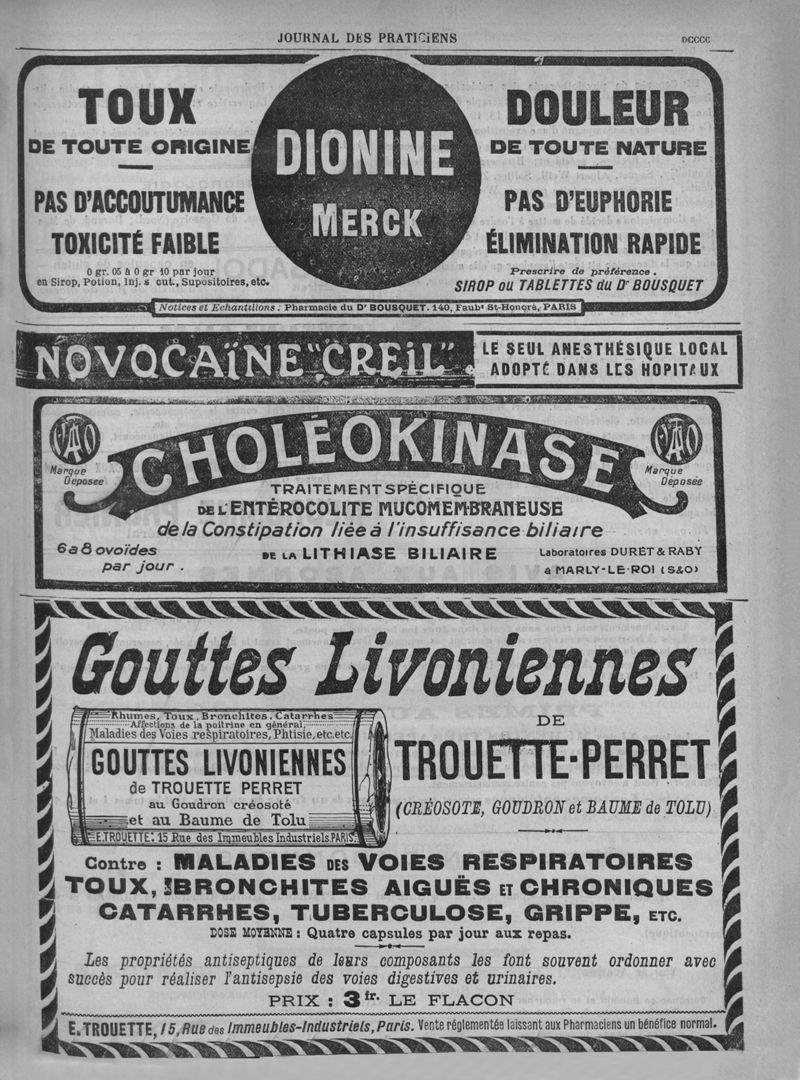 JOURNAL DES PRATICIENS
DCCCC
TOUX
DE TOUTE ORIGINE
PAS D'ACCOUTUMANCE
TOXICITÉ FAIBLE
0 gr. 05 à 0 gr 10 par jour
en Sirop, Potion, Inj. s cut., Supositoires, etc.
DIONINE
MERCK
DOULEUR
DE TOUTE NATURE
PAS D'EUPHORIE
ÉLIMINATION RAPIDE
Prescrire de préférence.
SIROP ou TABLETTES du Dr BOUSQUET
Notices et Echantillons : Pharmacie du Dr BOUSQUET. 140, Faubg St-Honoré, PARIS
NOVOCAÏNE "CREIL"
LE SEUL ANESTHÉSIQUE LOCAL
ADOPTÉ DANS LES HOPITAUX
Marque
Déposée
CHOLÉOKINASE
Marque
Déposée
TRAITEMENT SPÉCIFIQUE
DE L'ENTÉROCOLITE MUCOMEMBRANEUSE
de la Constipation liée à l'insuffisance biliaire
6 a 8 ovoïdes
par jour.
DE LA LITHIASE BILIAIRE
Laboratoires DURÉT & RABY
à MARLY-LE-ROI (S&O)
Gouttes Livoniennes
Rhumes, Toux, Bronchites, Catarrhes
Affections de la poitrine en général,
Maladies des Voies respiratoires, Phtisie, etc. etc.
GOUTTES LIVONIENNES
de TROUETTE PERRET
au Goudron créosoté
et au Baume de Tolu
E. TROUETTE: 15 Rue des Immeubles Industriels PARIS.
DE
TROUETTE-PERRET
(CRÉOSOTE, GOUDRON et BAUME de TOLU)
Contre : MALADIES DES VOIES RESPIRATOIRES
TOUX, BRONCHITES AIGUËS ET CHRONIQUES
CATARRHES, TUBERCULOSE, GRIPPE, ETC.
DOSE MOYENNE : Quatre capsules par jour aux repas.
Les propriétés antiseptiques de leurs composants les font souvent ordonner avec
succès pour réaliser l'antisepsie des voies digestives et urinaires.
PRIX : 3 fr. LE FLACON
E. TROUETTE, 15, Rue des Immeubles-Industriels, Paris. Vente réglementée laissant aux Pharmaciens un bénéfice normal.